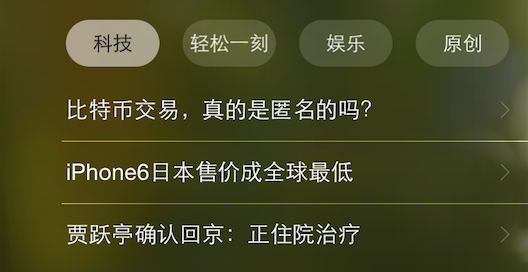 科技 轻松一刻 娱乐 原创
比特币交易，真的是匿名的吗？
iPhone6日本售价成全球最低
贾跃亭确认回京：正住院治疗